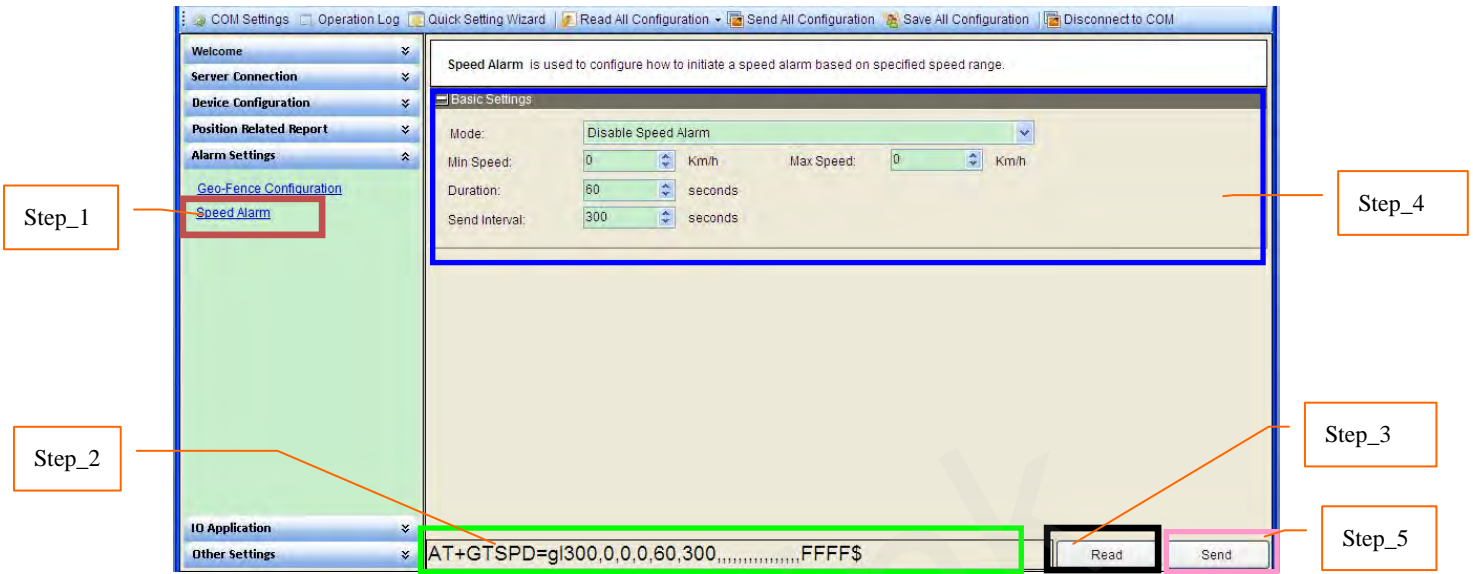 COM Settings Operation Log Quick Setting Wizard Read All Configuration Send All Configuration Save All Configuration Disconnect to COM
Welcome
Server Connection
Device Configuration
Position Related Report
Alarm Settings
Geo-Fence Configuration
Speed Alarm
IO Application
Other Settings
Speed Alarm is used to configure how to initiate a speed alarm based on specified speed range.
Basic Settings
Mode: Disable Speed Alarm
Min Speed: 0 Km/h Max Speed: 0 Km/h
Duration: 60 seconds
Send Interval: 300 seconds
AT+GTSPD=gl300,0,0,0,60,300,,,,,,,,,,,,,,,,FFFF$
Read Send
Step_1
Step_2
Step_4
Step_3
Step_5